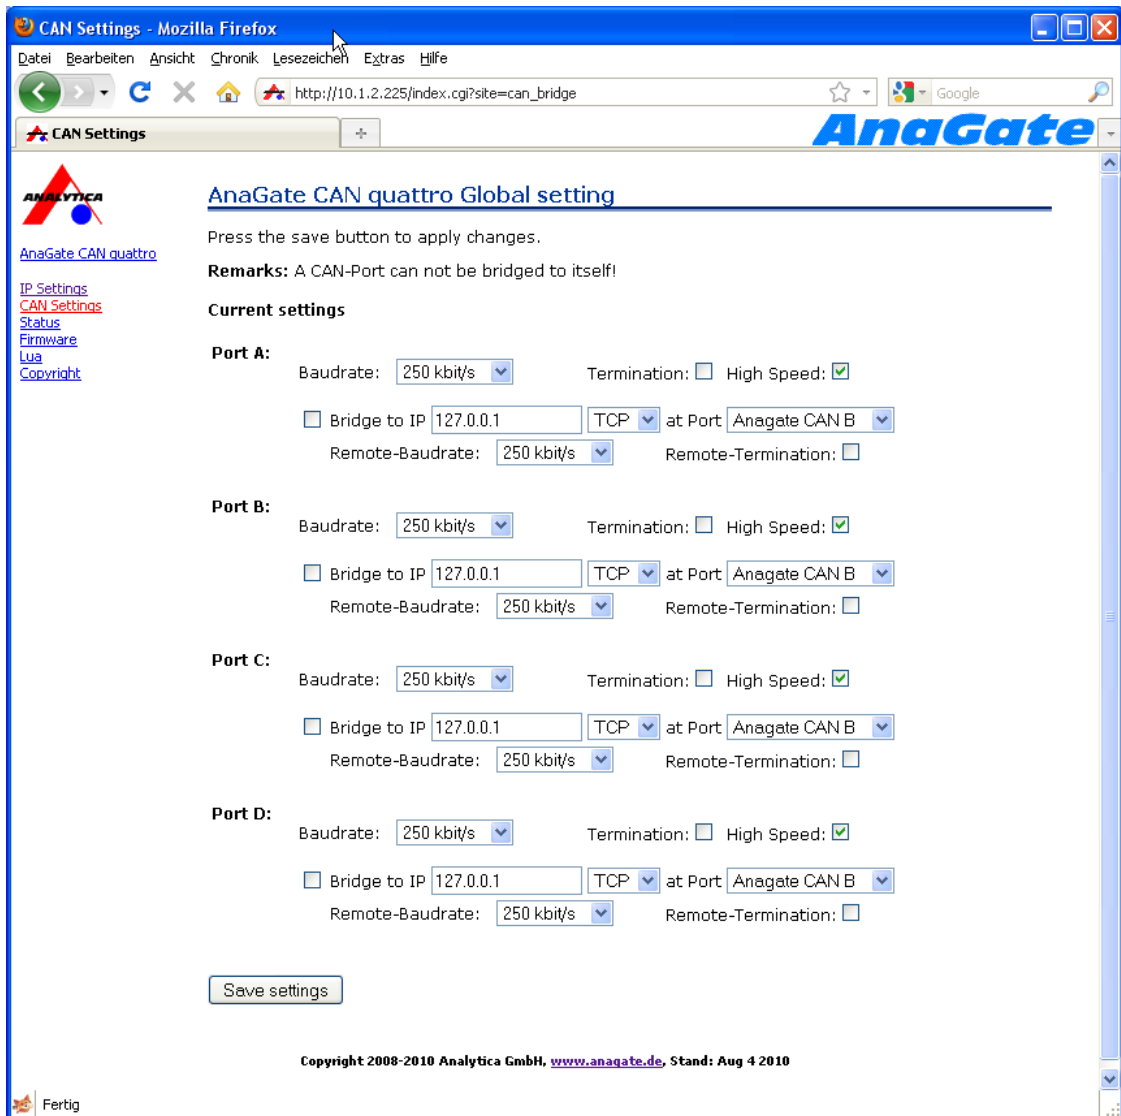 CAN Settings - Mozilla Firefox
Datei Bearbeiten Ansicht Chronik Lesezeichen Extras Hilfe
http://10.1.2.225/index.cgi?site=can_bridge
Google
CAN Settings
AnaGate
ANALYTICA
AnaGate CAN quattro
IP Settings
CAN Settings
Status
Firmware
Lua
Copyright
AnaGate CAN quattro Global setting
Press the save button to apply changes.
Remarks: A CAN-Port can not be bridged to itself!
Current settings
Port A:
Baudrate: 250 kbit/s Termination: High Speed:
Bridge to IP 127.0.0.1 TCP at Port Anagate CAN B
Remote-Baudrate: 250 kbit/s Remote-Termination:
Port B:
Baudrate: 250 kbit/s Termination: High Speed:
Bridge to IP 127.0.0.1 TCP at Port Anagate CAN B
Remote-Baudrate: 250 kbit/s Remote-Termination:
Port C:
Baudrate: 250 kbit/s Termination: High Speed:
Bridge to IP 127.0.0.1 TCP at Port Anagate CAN B
Remote-Baudrate: 250 kbit/s Remote-Termination:
Port D:
Baudrate: 250 kbit/s Termination: High Speed:
Bridge to IP 127.0.0.1 TCP at Port Anagate CAN B
Remote-Baudrate: 250 kbit/s Remote-Termination:
Save settings
Copyright 2008-2010 Analytica GmbH, www.anagate.de, Stand: Aug 4 2010
Fertig